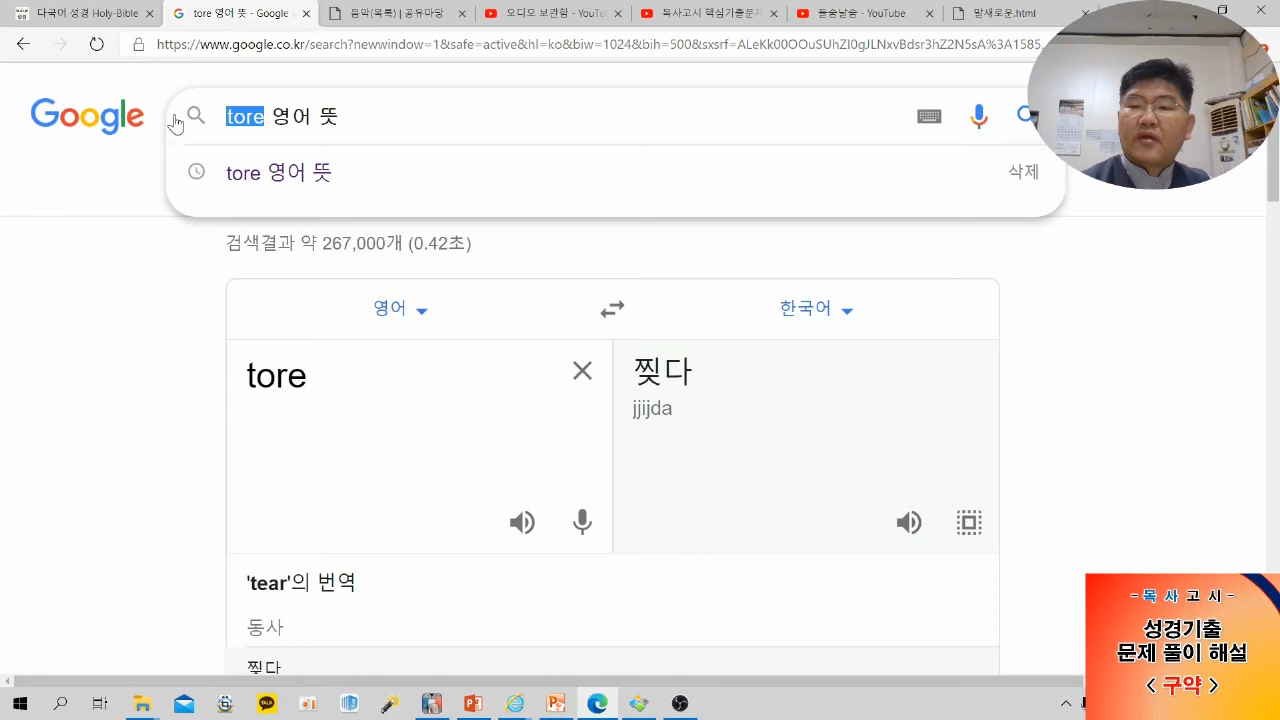 다국어 성경 Holy-Bible
tore 영어 뜻 - Google
음악(목록) | 공유마당
오디오 보관함 - YouTu
목사고시 핵심기출문제
들숨날숨 - YouTube
맡새로운.html
https://www.google.co.kr/search?newwindow=1&safe=active&hl=ko&biw=1024&bih=500&sxsrf=ALeKk00OOuSUhZI0gJLNxvBdsr3hZ2N5sA%3A1585...
Google
tore 영어 뜻
tore 영어 뜻
삭제
검색결과 약 267,000개 (0.42초)
영어
한국어
tore
찢다
jjijda
'tear'의 번역
동사
찢다
- 목 사 고 시 -
성경기출
문제 풀이 해설
< 구약 >
TALK